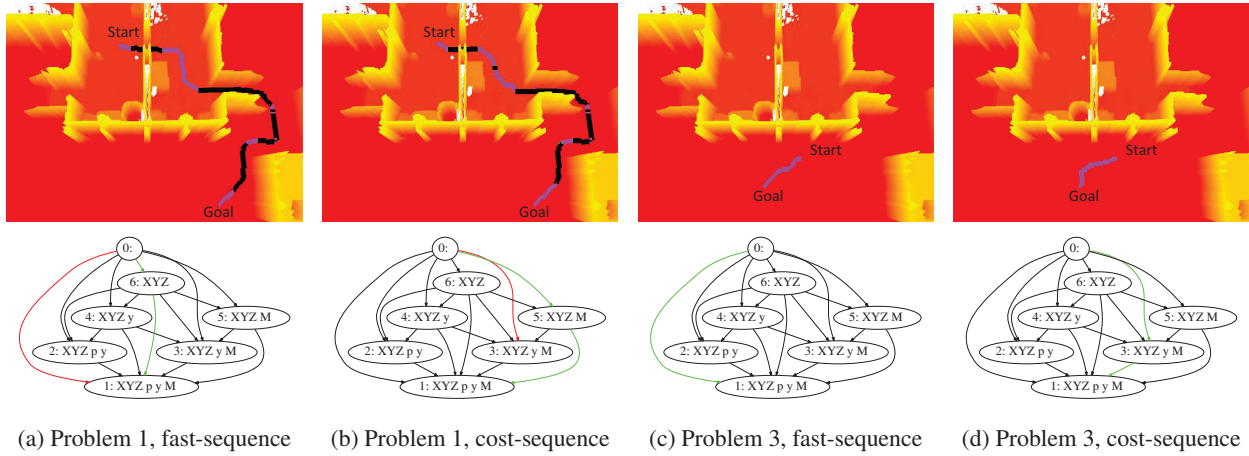 Start
Goal
Start
Goal
Start
Goal
Start
Goal
0:
6: XYZ
4: XYZ y
5: XYZ M
2: XYZ p y
3: XYZ y M
1: XYZ p y M
0:
6: XYZ
4: XYZ y
5: XYZ M
2: XYZ p y
3: XYZ y M
1: XYZ p y M
0:
6: XYZ
4: XYZ y
5: XYZ M
2: XYZ p y
3: XYZ y M
1: XYZ p y M
0:
6: XYZ
4: XYZ y
5: XYZ M
2: XYZ p y
3: XYZ y M
1: XYZ p y M
(a) Problem 1, fast-sequence
(b) Problem 1, cost-sequence
(c) Problem 3, fast-sequence
(d) Problem 3, cost-sequence